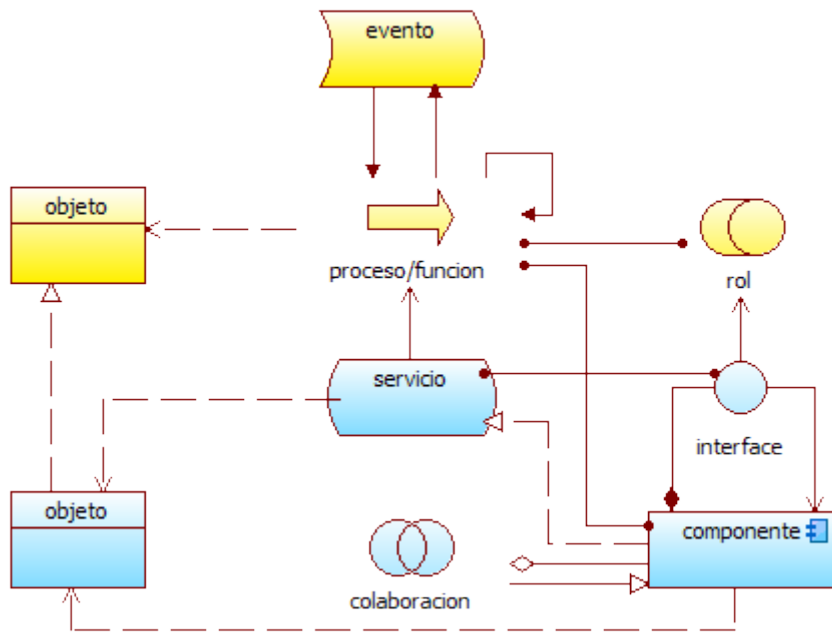 evento
objeto
proceso/funcion
rol
servicio
interface
objeto
componente
colaboracion